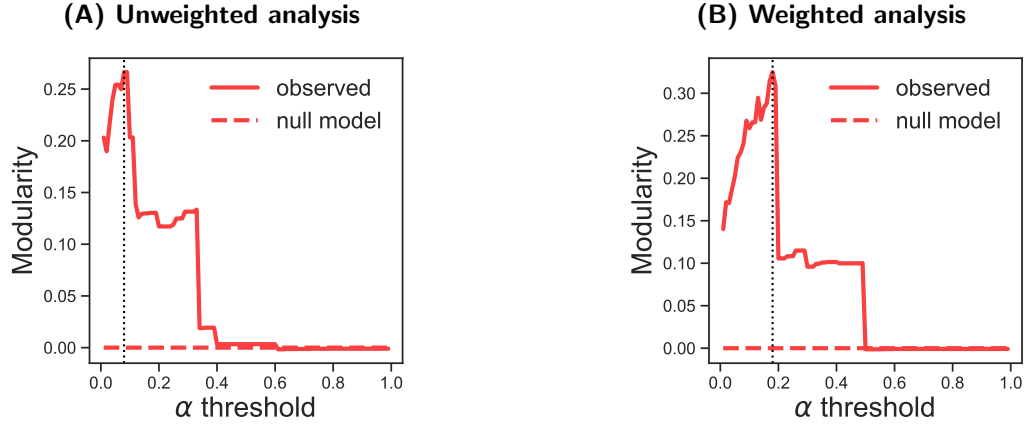 (A) Unweighted analysis
0.25
0.20
0.15
0.10
0.05
0.00
Modularity
observed
null model
0.0 0.2 0.4 0.6 0.8 1.0
α threshold
(B) Weighted analysis
0.30
0.25
0.20
0.15
0.10
0.05
0.00
Modularity
observed
null model
0.0 0.2 0.4 0.6 0.8 1.0
α threshold